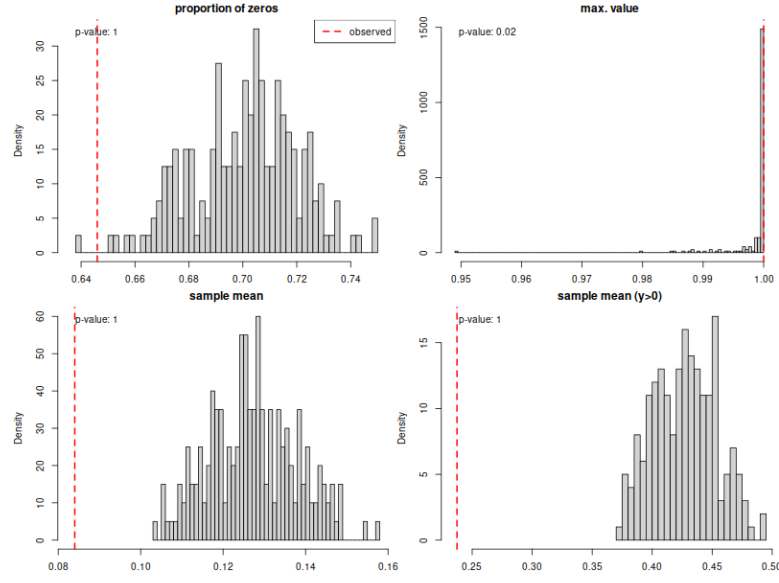 proportion of zeros
p-value: 1
observed
Density
0 5 10 15 20 25 30
0.64 0.66 0.68 0.70 0.72 0.74
max. value
p-value: 0.02
Density
0 500 1000 1500
0.95 0.96 0.97 0.98 0.99 1.00
sample mean
p-value: 1
Density
0 10 20 30 40 50 60
0.08 0.10 0.12 0.14 0.16
sample mean (y>0)
p-value: 1
Density
0 5 10 15
0.25 0.30 0.35 0.40 0.45 0.50